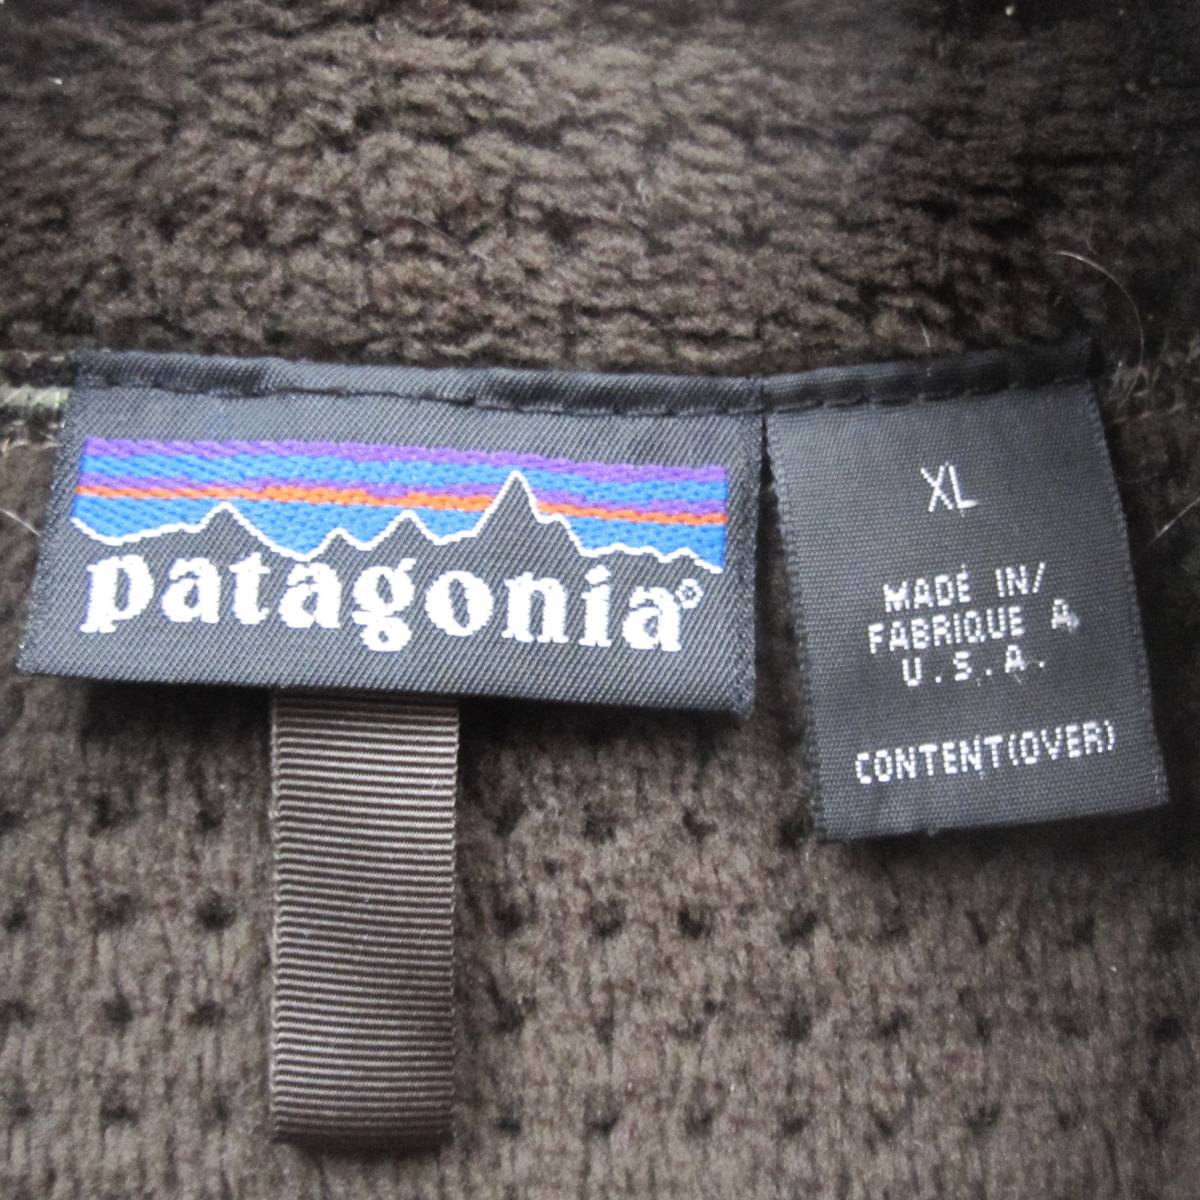 patagonia®
XL
MADE IN/
FABRIQUE A
U.S.A.
CONTENT(OVER)